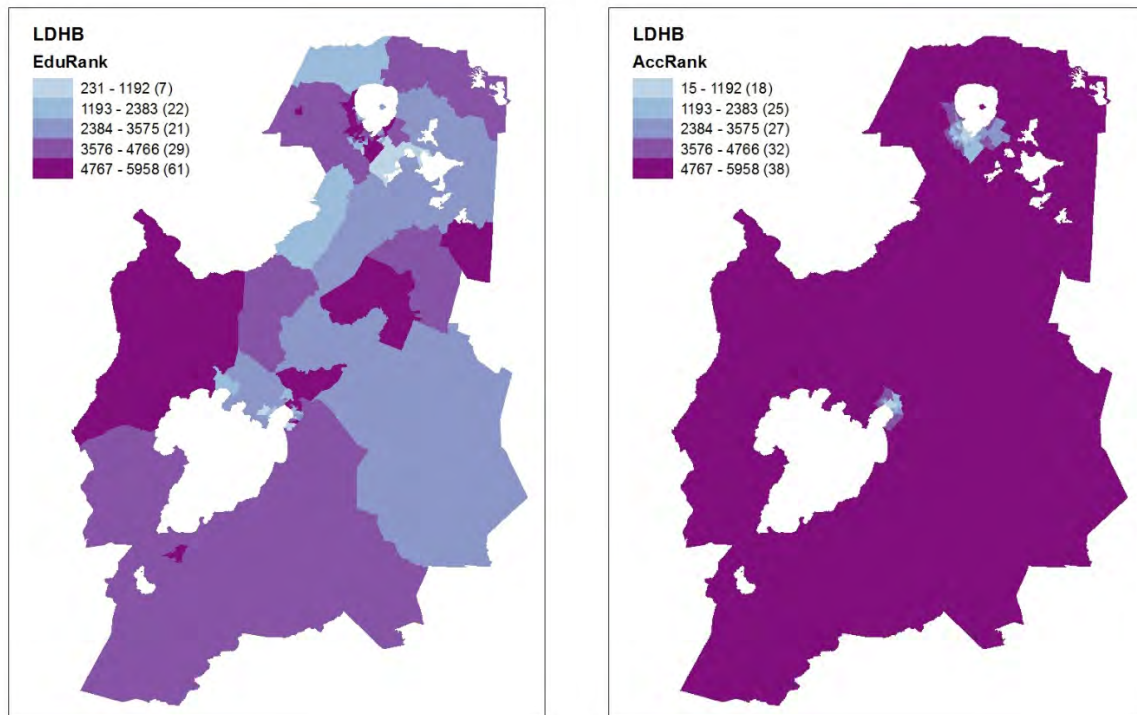 LDHB
EduRank
231 - 1192 (7)
1193 - 2383 (22)
2384 - 3575 (21)
3576 - 4766 (29)
4767 - 5958 (61)
LDHB
AccRank
15 - 1192 (18)
1193 - 2383 (25)
2384 - 3575 (27)
3576 - 4766 (32)
4767 - 5958 (38)